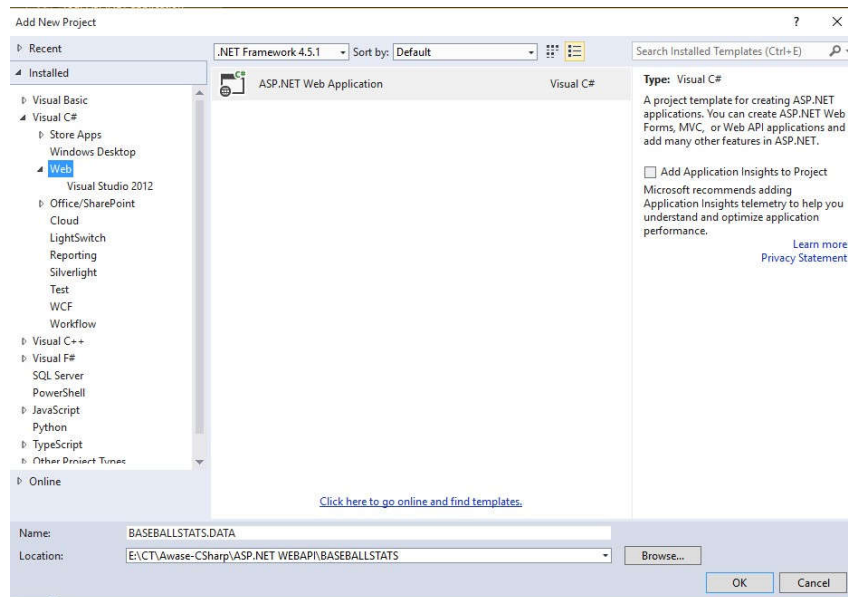 Add New Project
? X
Recent
.NET Framework 4.5.1 Sort by: Default
Search Installed Templates (Ctrl+E)
Installed
Visual Basic
Visual C#
Store Apps
Windows Desktop
Web
Visual Studio 2012
Office/SharePoint
Cloud
LightSwitch
Reporting
Silverlight
Test
WCF
Workflow
Visual C++
Visual F#
SQL Server
PowerShell
JavaScript
Python
TypeScript
Other Project Types
Online
C#
ASP.NET Web Application Visual C#
Click here to go online and find templates.
Type: Visual C#
A project template for creating ASP.NET
applications. You can create ASP.NET Web
Forms, MVC, or Web API applications and
add many other features in ASP.NET.
Add Application Insights to Project
Microsoft recommends adding
Application Insights telemetry to help you
understand and optimize application
performance.
Learn more
Privacy Statement
Name: BASEBALLSTATS.DATA
Location: E:\CT\Awase-CSharp\ASP.NET WEBAPI\BASEBALLSTATS
Browse...
OK Cancel